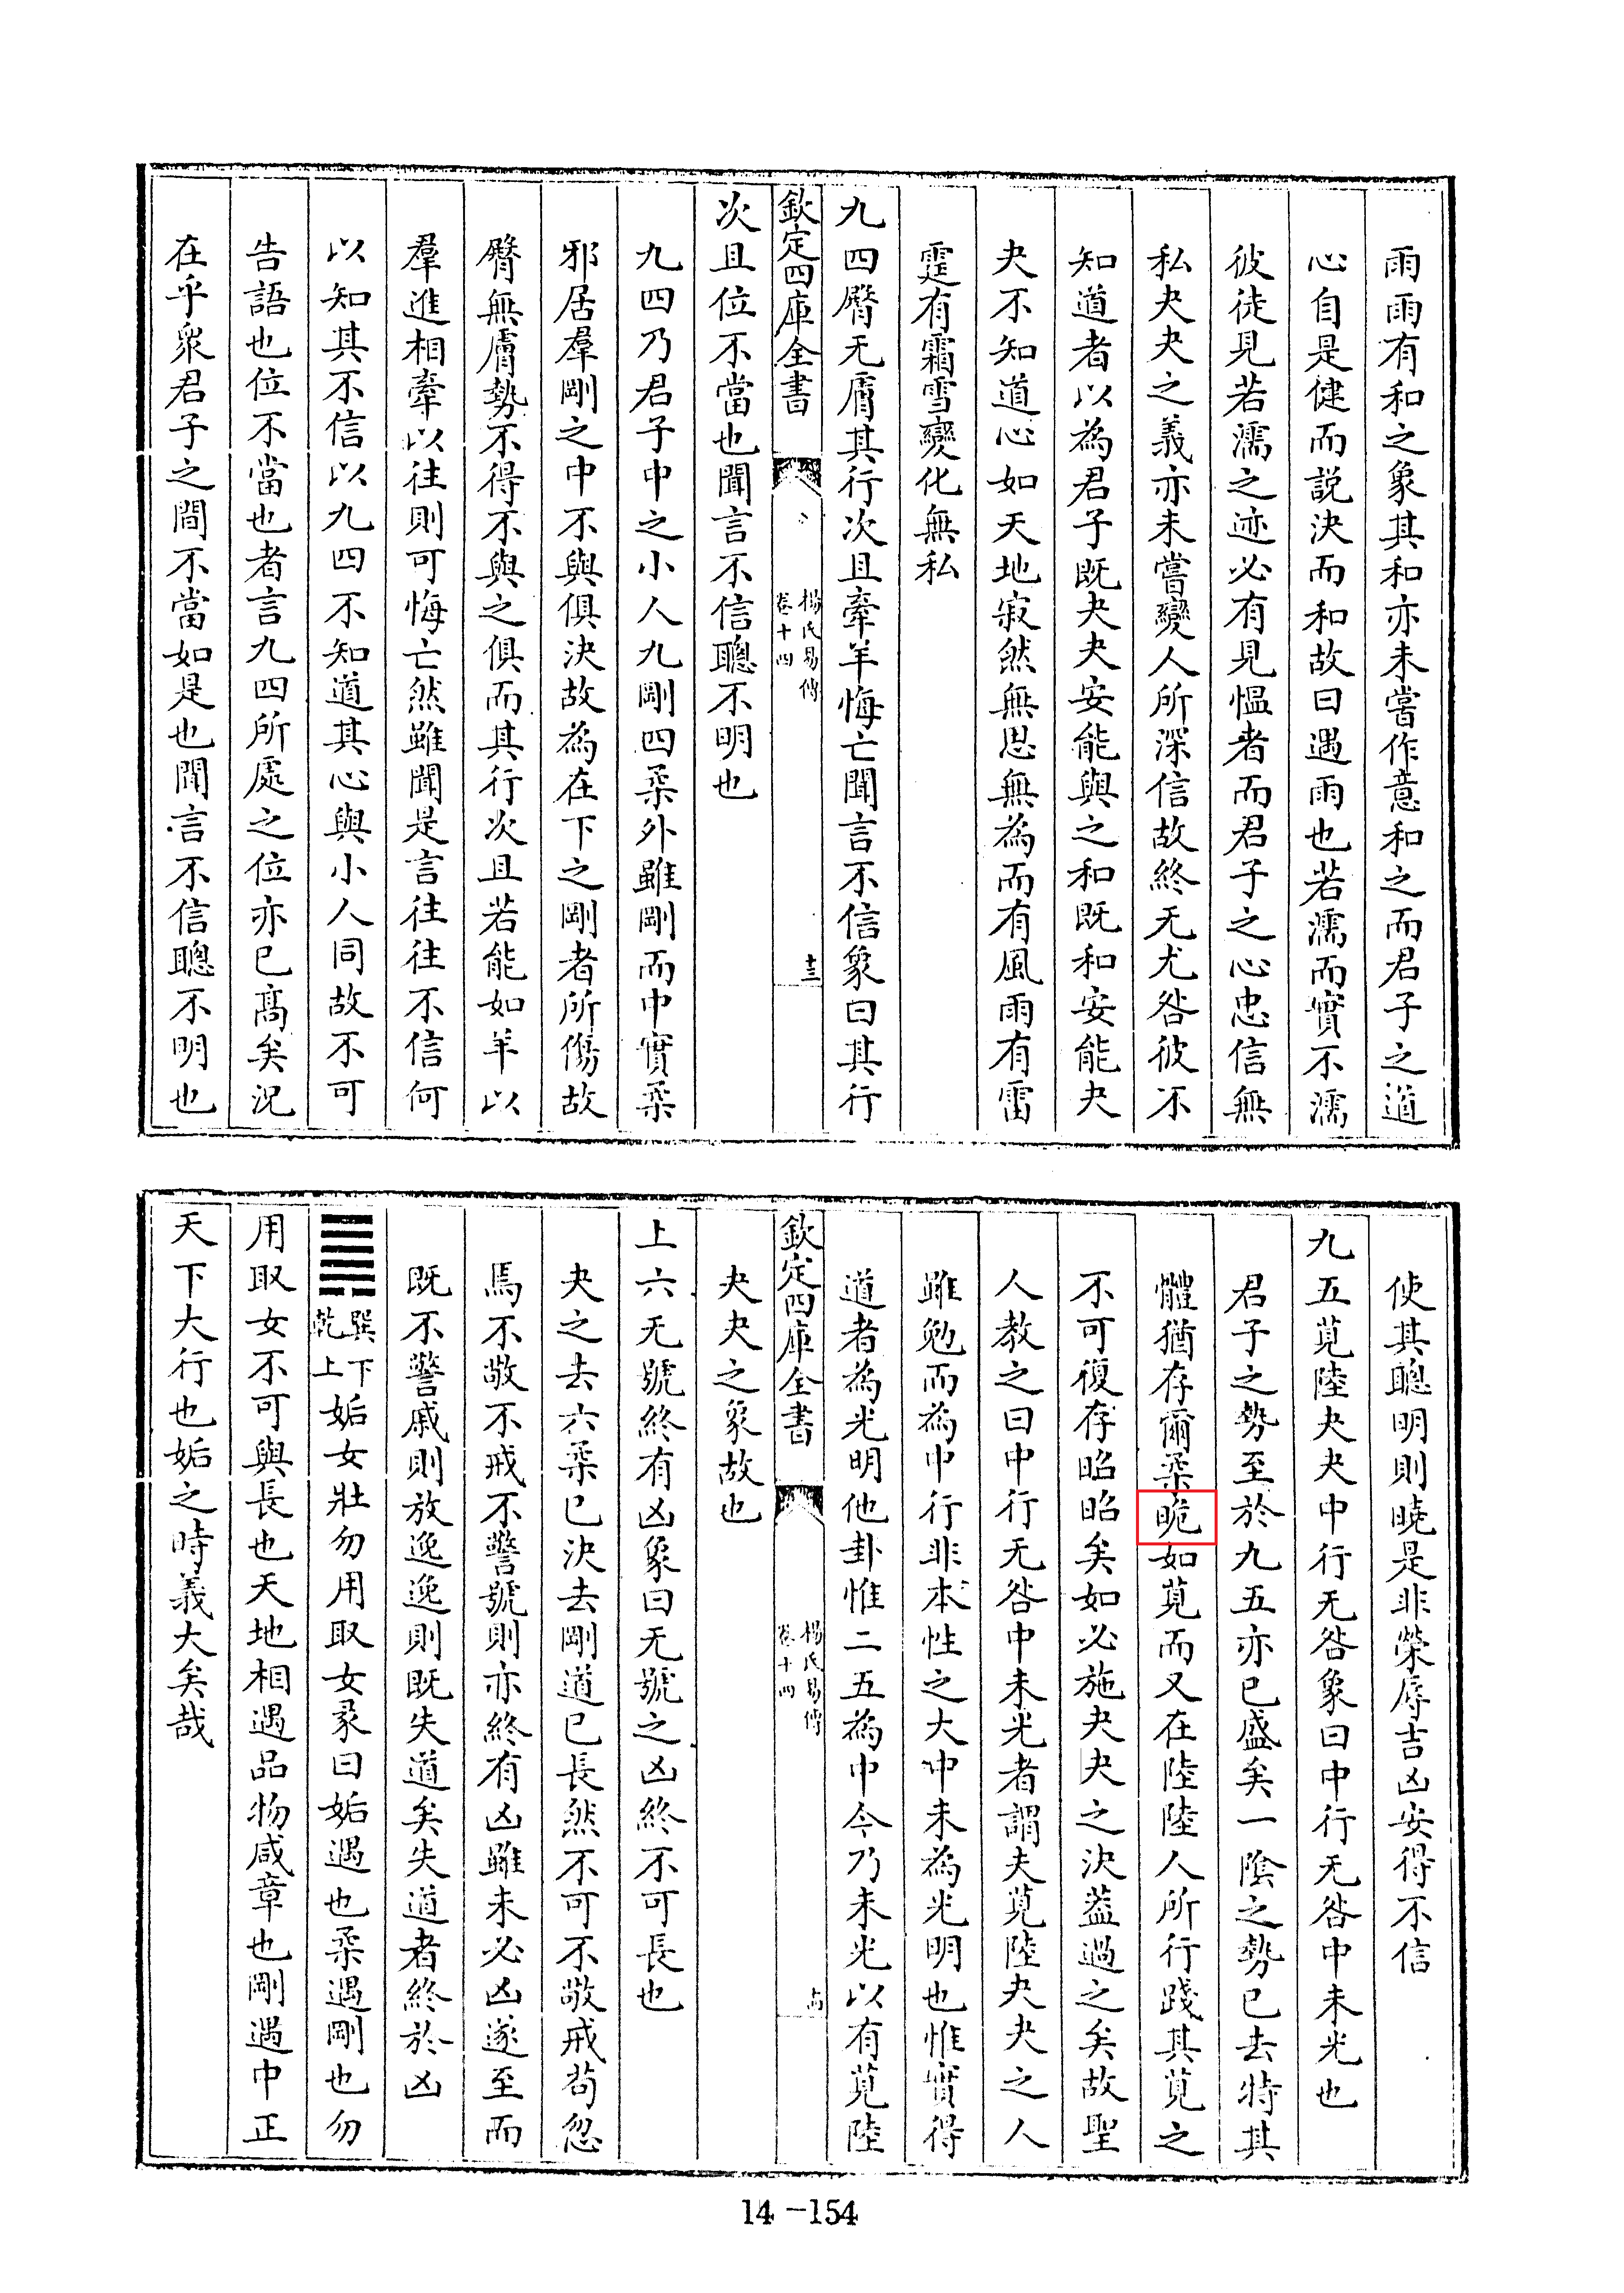 雨雨有和之象其和亦未嘗作意和之而君子之道
心自是健而説決而和故曰遇雨也若濡而實不濡
彼徒見若濡之迹必有見愠者而君子之心忠信無
私夬夬之義亦未嘗變人所深信故終无尤咎彼不
知道者以為君子既夬夬安能與之和既和安能夬
夬不知道心如天地寂然無思無為而有風雨有雷
霆有霜雪變化無私
九四臀无膚其行次且牽羊悔亡聞言不信象曰其行
欽定四庫全書
楊氏易傳
卷十四
十三
次且位不當也聞言不信聰不明也
九四乃君子中之小人九剛四柔外雖剛而中實柔
邪居羣剛之中不與俱決故為在下之剛者所傷故
臀無膚勢不得不與之俱而其行次且若能如羊以
羣進相牽以往則可悔亡然雖聞是言往往不信何
以知其不信以九四不知道其心與小人同故不可
告語也位不當也者言九四所處之位亦已髙矣況
在乎衆君子之間不當如是也聞言不信聰不明也
使其聰明則曉是非榮辱吉凶安得不信
九五莧陸夬夬中行无咎象曰中行无咎中未光也
君子之勢至於九五亦已盛矣一陰之勢已去特其
體猶存爾柔脆如莧而又在陸陸人所行踐其莧之
不可復存昭昭矣如必施夬夬之決葢過之矣故聖
人教之曰中行无咎中未光者謂夫莧陸夬夬之人
雖勉而為中行非本性之大中未為光明也惟實得
道者為光明他卦惟二五為中今乃未光以有莧陸
欽定四庫全書
楊氏易傳
卷十四
十四
夬夬之象故也
上六无號終有凶象曰无號之凶終不可長也
夬之去六柔已決去剛道已長然不可不敬戒苟忽
焉不敬不戒不警號則亦終有凶雖未必凶遂至而
既不警戚則放逸逸則既失道矣失道者終於凶
䷫巽下乾上姤女壯勿用取女彖曰姤遇也柔遇剛也勿
用取女不可與長也天地相遇品物咸章也剛遇中正
天下大行也姤之時義大矣哉
14-154